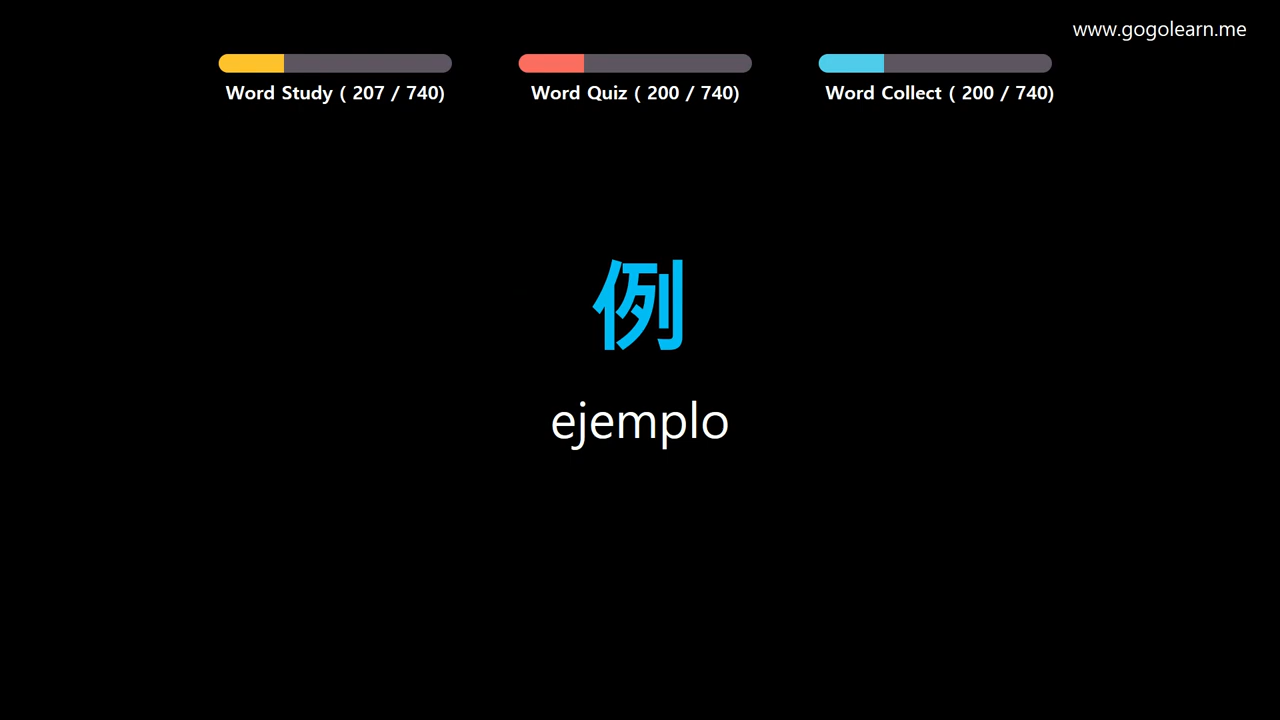 www.gogolearn.me
Word Study ( 207 / 740)
Word Quiz ( 200 / 740)
Word Collect ( 200 / 740)
例
ejemplo